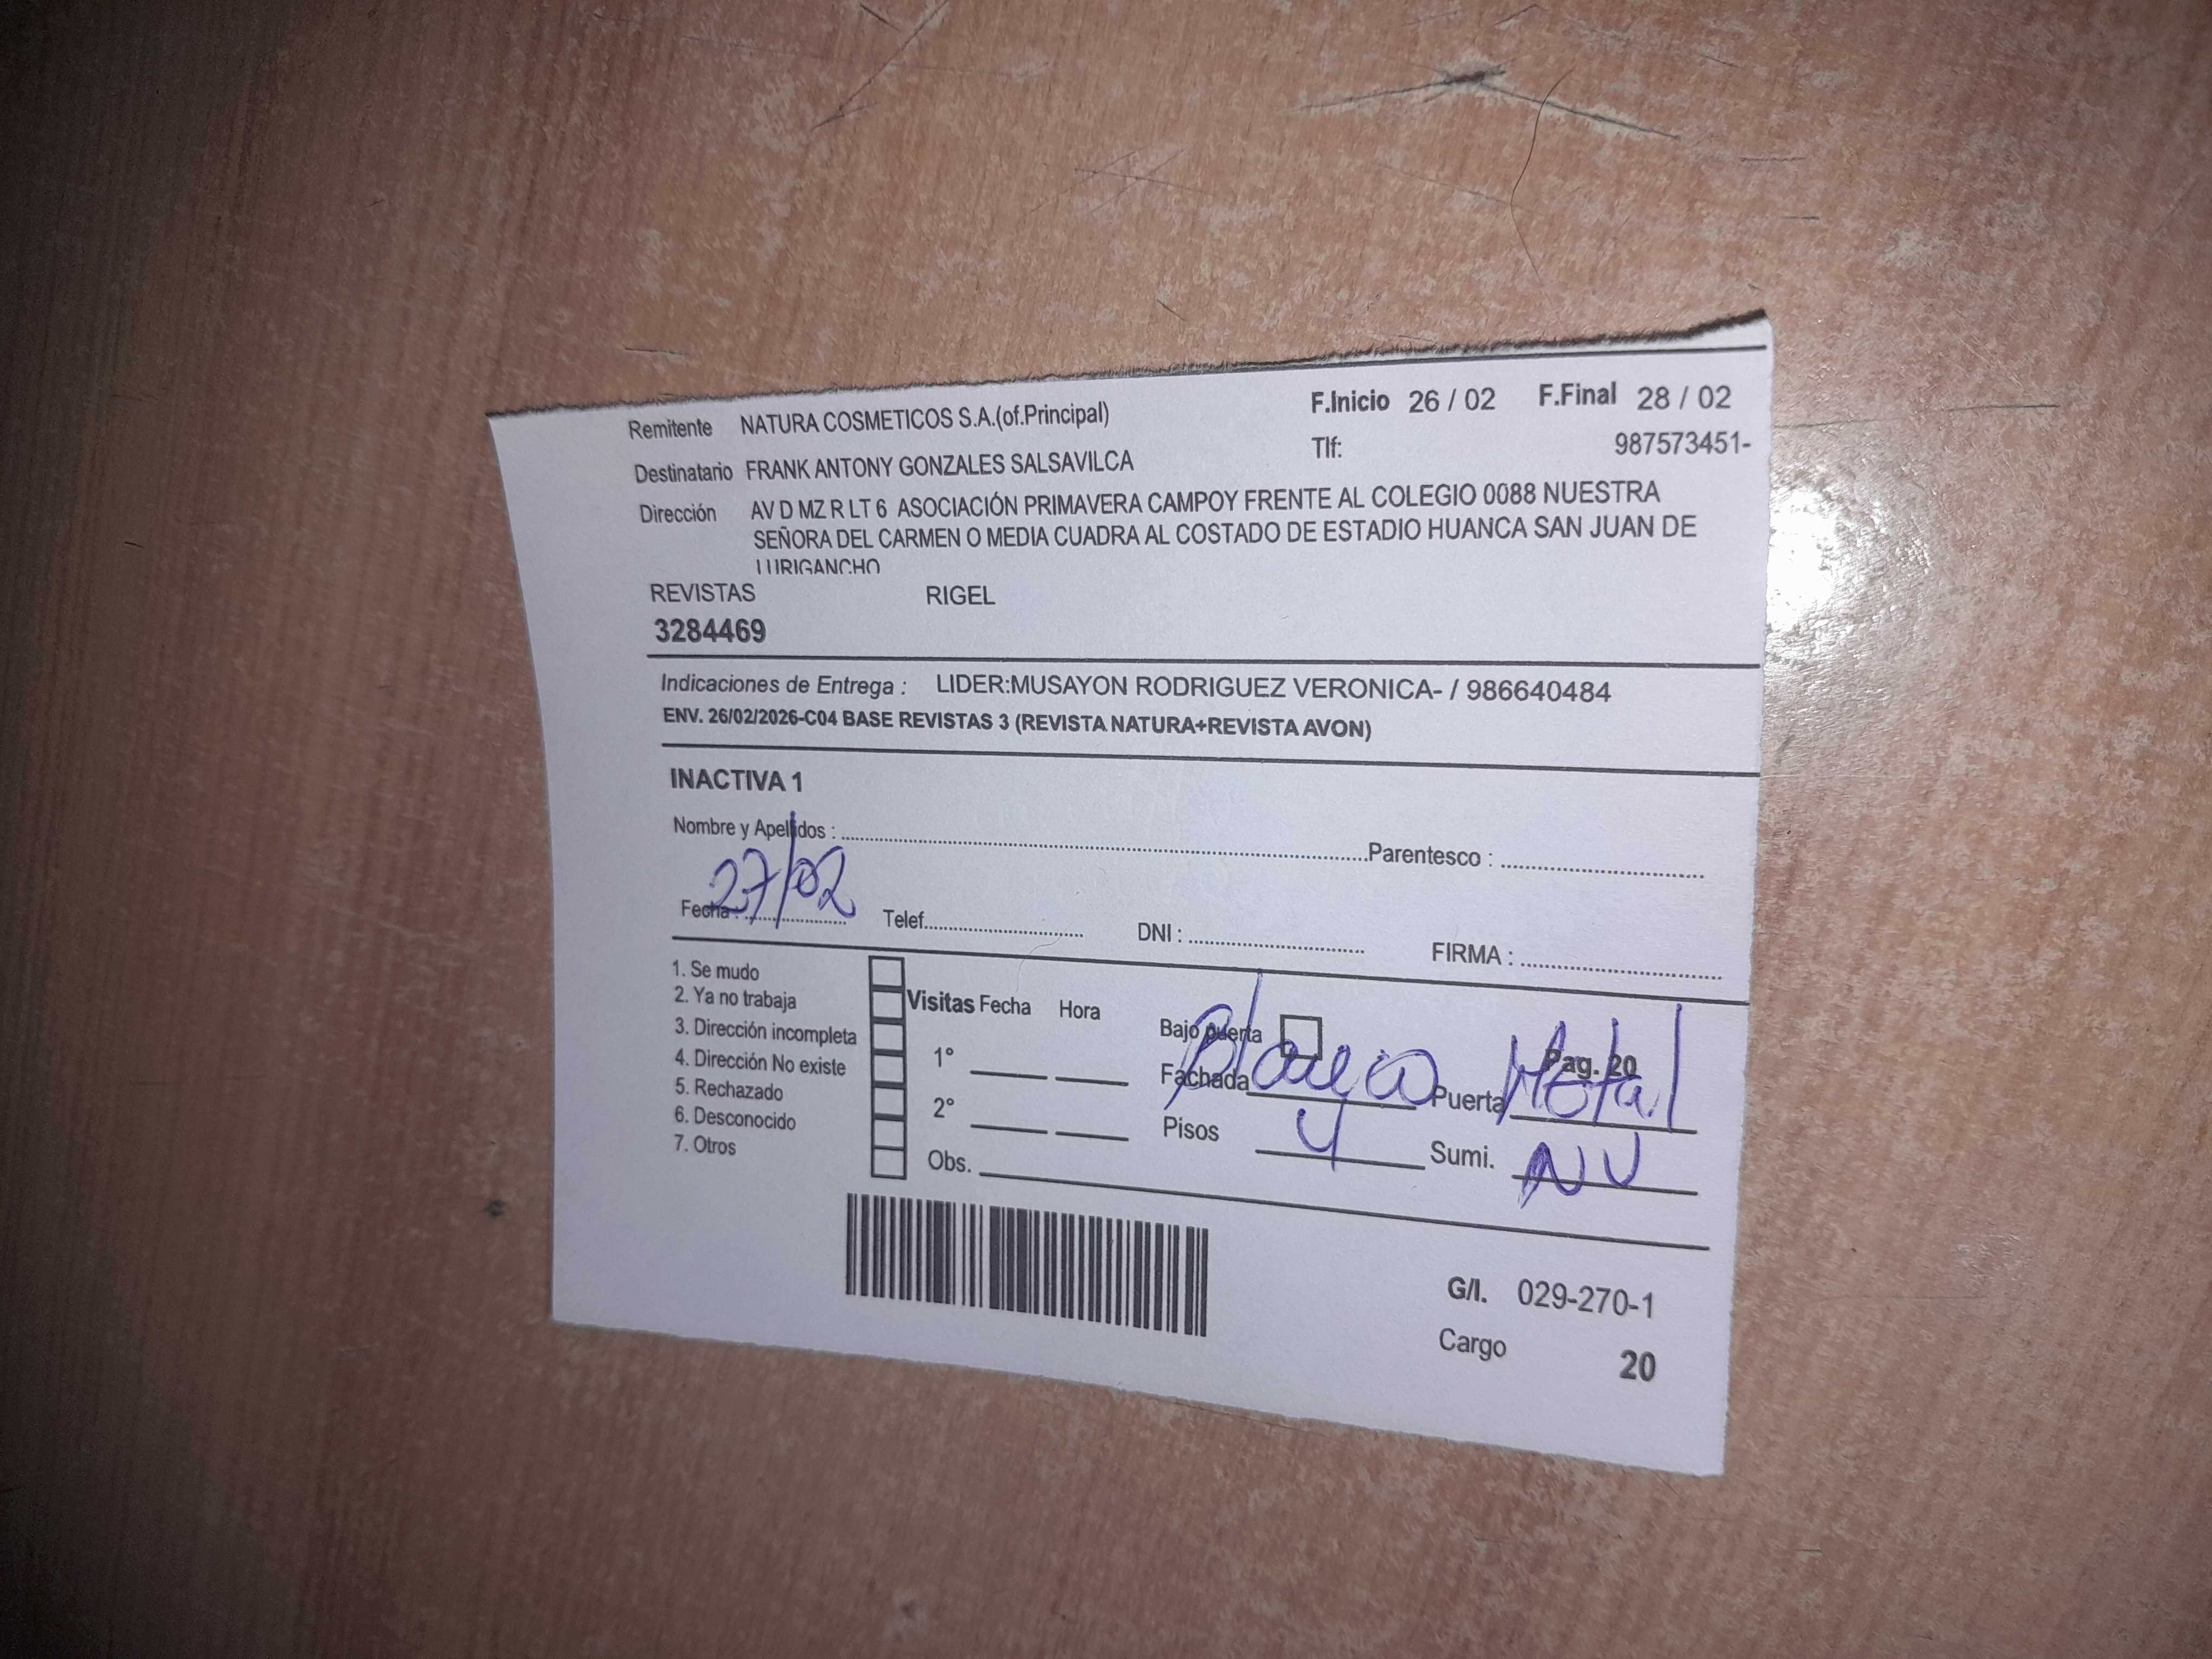 Remitente NATURA COSMETICOS S.A.(of.Principal) F.Inicio 26 / 02 F.Final 28 / 02
Destinatario FRANK ANTONY GONZALES SALSAVILCA Tlf: 987573451-
Dirección AV D MZ R LT 6 ASOCIACIÓN PRIMAVERA CAMPOY FRENTE AL COLEGIO 0088 NUESTRA
SEÑORA DEL CARMEN O MEDIA CUADRA AL COSTADO DE ESTADIO HUANCA SAN JUAN DE
LURIGANCHO
REVISTAS RIGEL
3284469
Indicaciones de Entrega : LIDER:MUSAYON RODRIGUEZ VERONICA- / 986640484
ENV. 26/02/2026-C04 BASE REVISTAS 3 (REVISTA NATURA+REVISTA AVON)
INACTIVA 1
Nombre y Apellidos : Parentesco :
Fecha : 27/02 Telef. DNI : FIRMA :
1. Se mudo
2. Ya no trabaja
3. Dirección incompleta
4. Dirección No existe
5. Rechazado
6. Desconocido
7. Otros
Visitas Fecha Hora
1°
2°
Obs.
Bajo puerta Pag. 20
Fachada Blanco Puerta Metal
Pisos 4 Sumi. NV
G/I. 029-270-1
Cargo 20